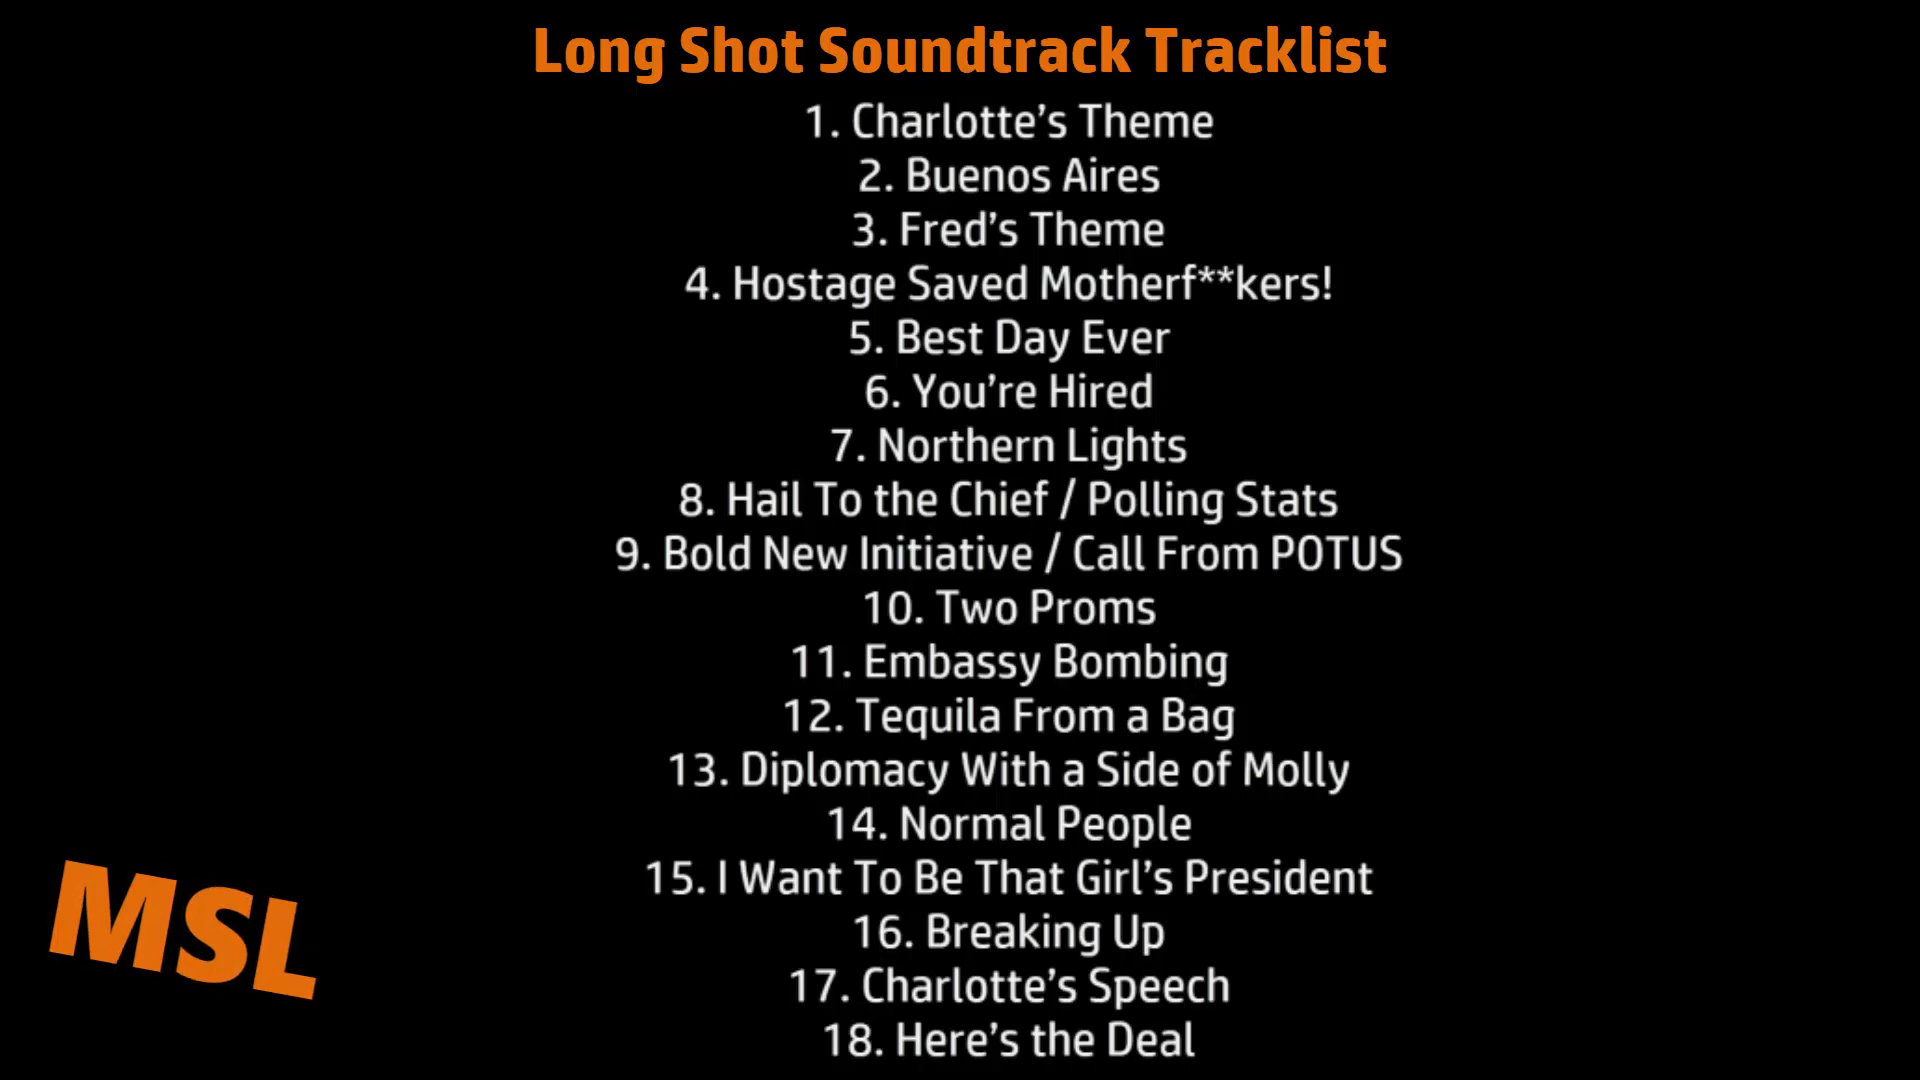 Long Shot Soundtrack Tracklist
1. Charlotte’s Theme
2. Buenos Aires
3. Fred’s Theme
4. Hostage Saved Motherf**kers!
5. Best Day Ever
6. You’re Hired
7. Northern Lights
8. Hail To the Chief / Polling Stats
9. Bold New Initiative / Call From POTUS
10. Two Proms
11. Embassy Bombing
12. Tequila From a Bag
13. Diplomacy With a Side of Molly
14. Normal People
15. I Want To Be That Girl’s President
16. Breaking Up
17. Charlotte’s Speech
18. Here’s the Deal
MSL